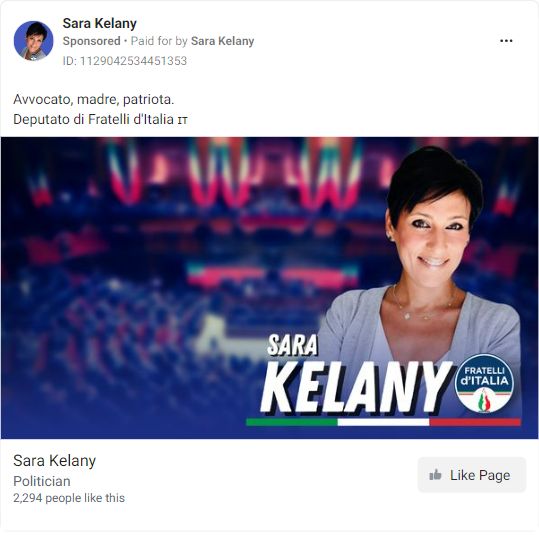 Sara Kelany
Sponsored • Paid for by Sara Kelany
ID: 1129042534451353
Avvocato, madre, patriota.
Deputato di Fratelli d'Italia IT
SARA
KELANY
FRATELLI
d'ITALIA
Sara Kelany
Politician
2,294 people like this
Like Page